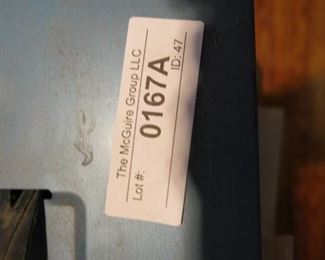 The McGuire Group LLC
Lot #: 0167A
ID: 47